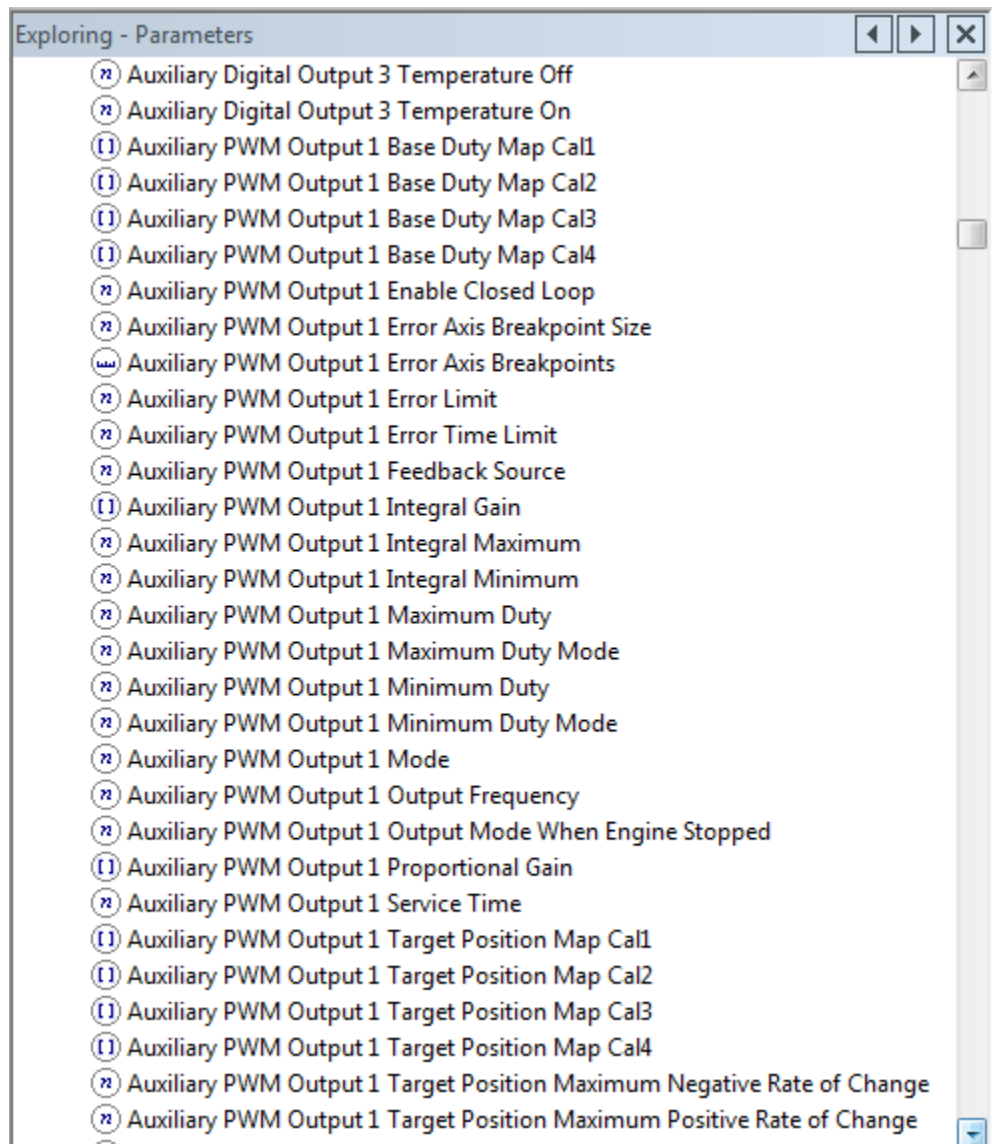 Exploring - Parameters
Auxiliary Digital Output 3 Temperature Off
Auxiliary Digital Output 3 Temperature On
Auxiliary PWM Output 1 Base Duty Map Cal1
Auxiliary PWM Output 1 Base Duty Map Cal2
Auxiliary PWM Output 1 Base Duty Map Cal3
Auxiliary PWM Output 1 Base Duty Map Cal4
Auxiliary PWM Output 1 Enable Closed Loop
Auxiliary PWM Output 1 Error Axis Breakpoint Size
Auxiliary PWM Output 1 Error Axis Breakpoints
Auxiliary PWM Output 1 Error Limit
Auxiliary PWM Output 1 Error Time Limit
Auxiliary PWM Output 1 Feedback Source
Auxiliary PWM Output 1 Integral Gain
Auxiliary PWM Output 1 Integral Maximum
Auxiliary PWM Output 1 Integral Minimum
Auxiliary PWM Output 1 Maximum Duty
Auxiliary PWM Output 1 Maximum Duty Mode
Auxiliary PWM Output 1 Minimum Duty
Auxiliary PWM Output 1 Minimum Duty Mode
Auxiliary PWM Output 1 Mode
Auxiliary PWM Output 1 Output Frequency
Auxiliary PWM Output 1 Output Mode When Engine Stopped
Auxiliary PWM Output 1 Proportional Gain
Auxiliary PWM Output 1 Service Time
Auxiliary PWM Output 1 Target Position Map Cal1
Auxiliary PWM Output 1 Target Position Map Cal2
Auxiliary PWM Output 1 Target Position Map Cal3
Auxiliary PWM Output 1 Target Position Map Cal4
Auxiliary PWM Output 1 Target Position Maximum Negative Rate of Change
Auxiliary PWM Output 1 Target Position Maximum Positive Rate of Change